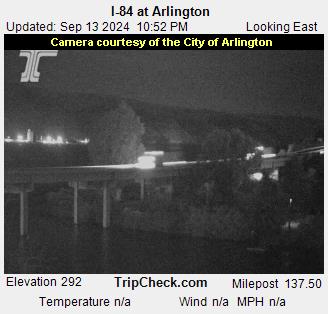 I-84 at Arlington
Updated: Sep 13 2024 10:52 PM Looking East
Camera courtesy of the City of Arlington
Elevation 292 TripCheck.com Milepost 137.50
Temperature n/a Wind n/a MPH n/a